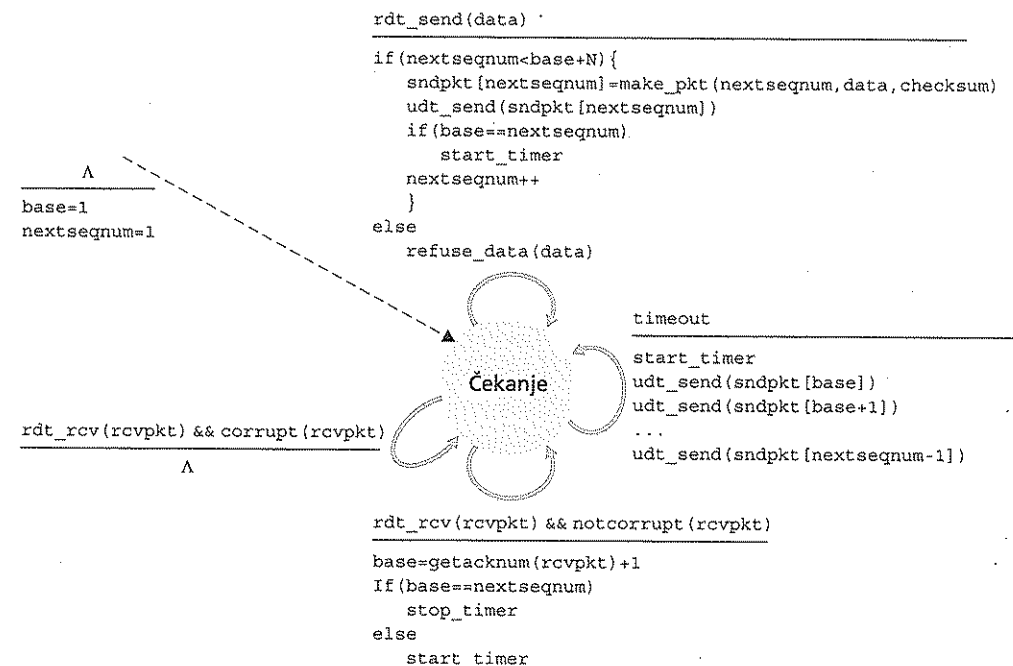 rdt_send(data)
if(nextseqnum<base+N){
sndpkt[nextseqnum]=make_pkt(nextseqnum,data,checksum)
udt_send(sndpkt[nextseqnum])
if(base==nextseqnum)
start_timer
nextseqnum++
}
else
refuse_data(data)
Λ
base=1
nextseqnum=1
timeout
start_timer
udt_send(sndpkt[base])
udt_send(sndpkt[base+1])
...
udt_send(sndpkt[nextseqnum-1])
Čekanje
rdt_rcv(rcvpkt) && corrupt(rcvpkt)
Λ
rdt_rcv(rcvpkt) && notcorrupt(rcvpkt)
base=getacknum(rcvpkt)+1
If(base==nextseqnum)
stop_timer
else
start_timer